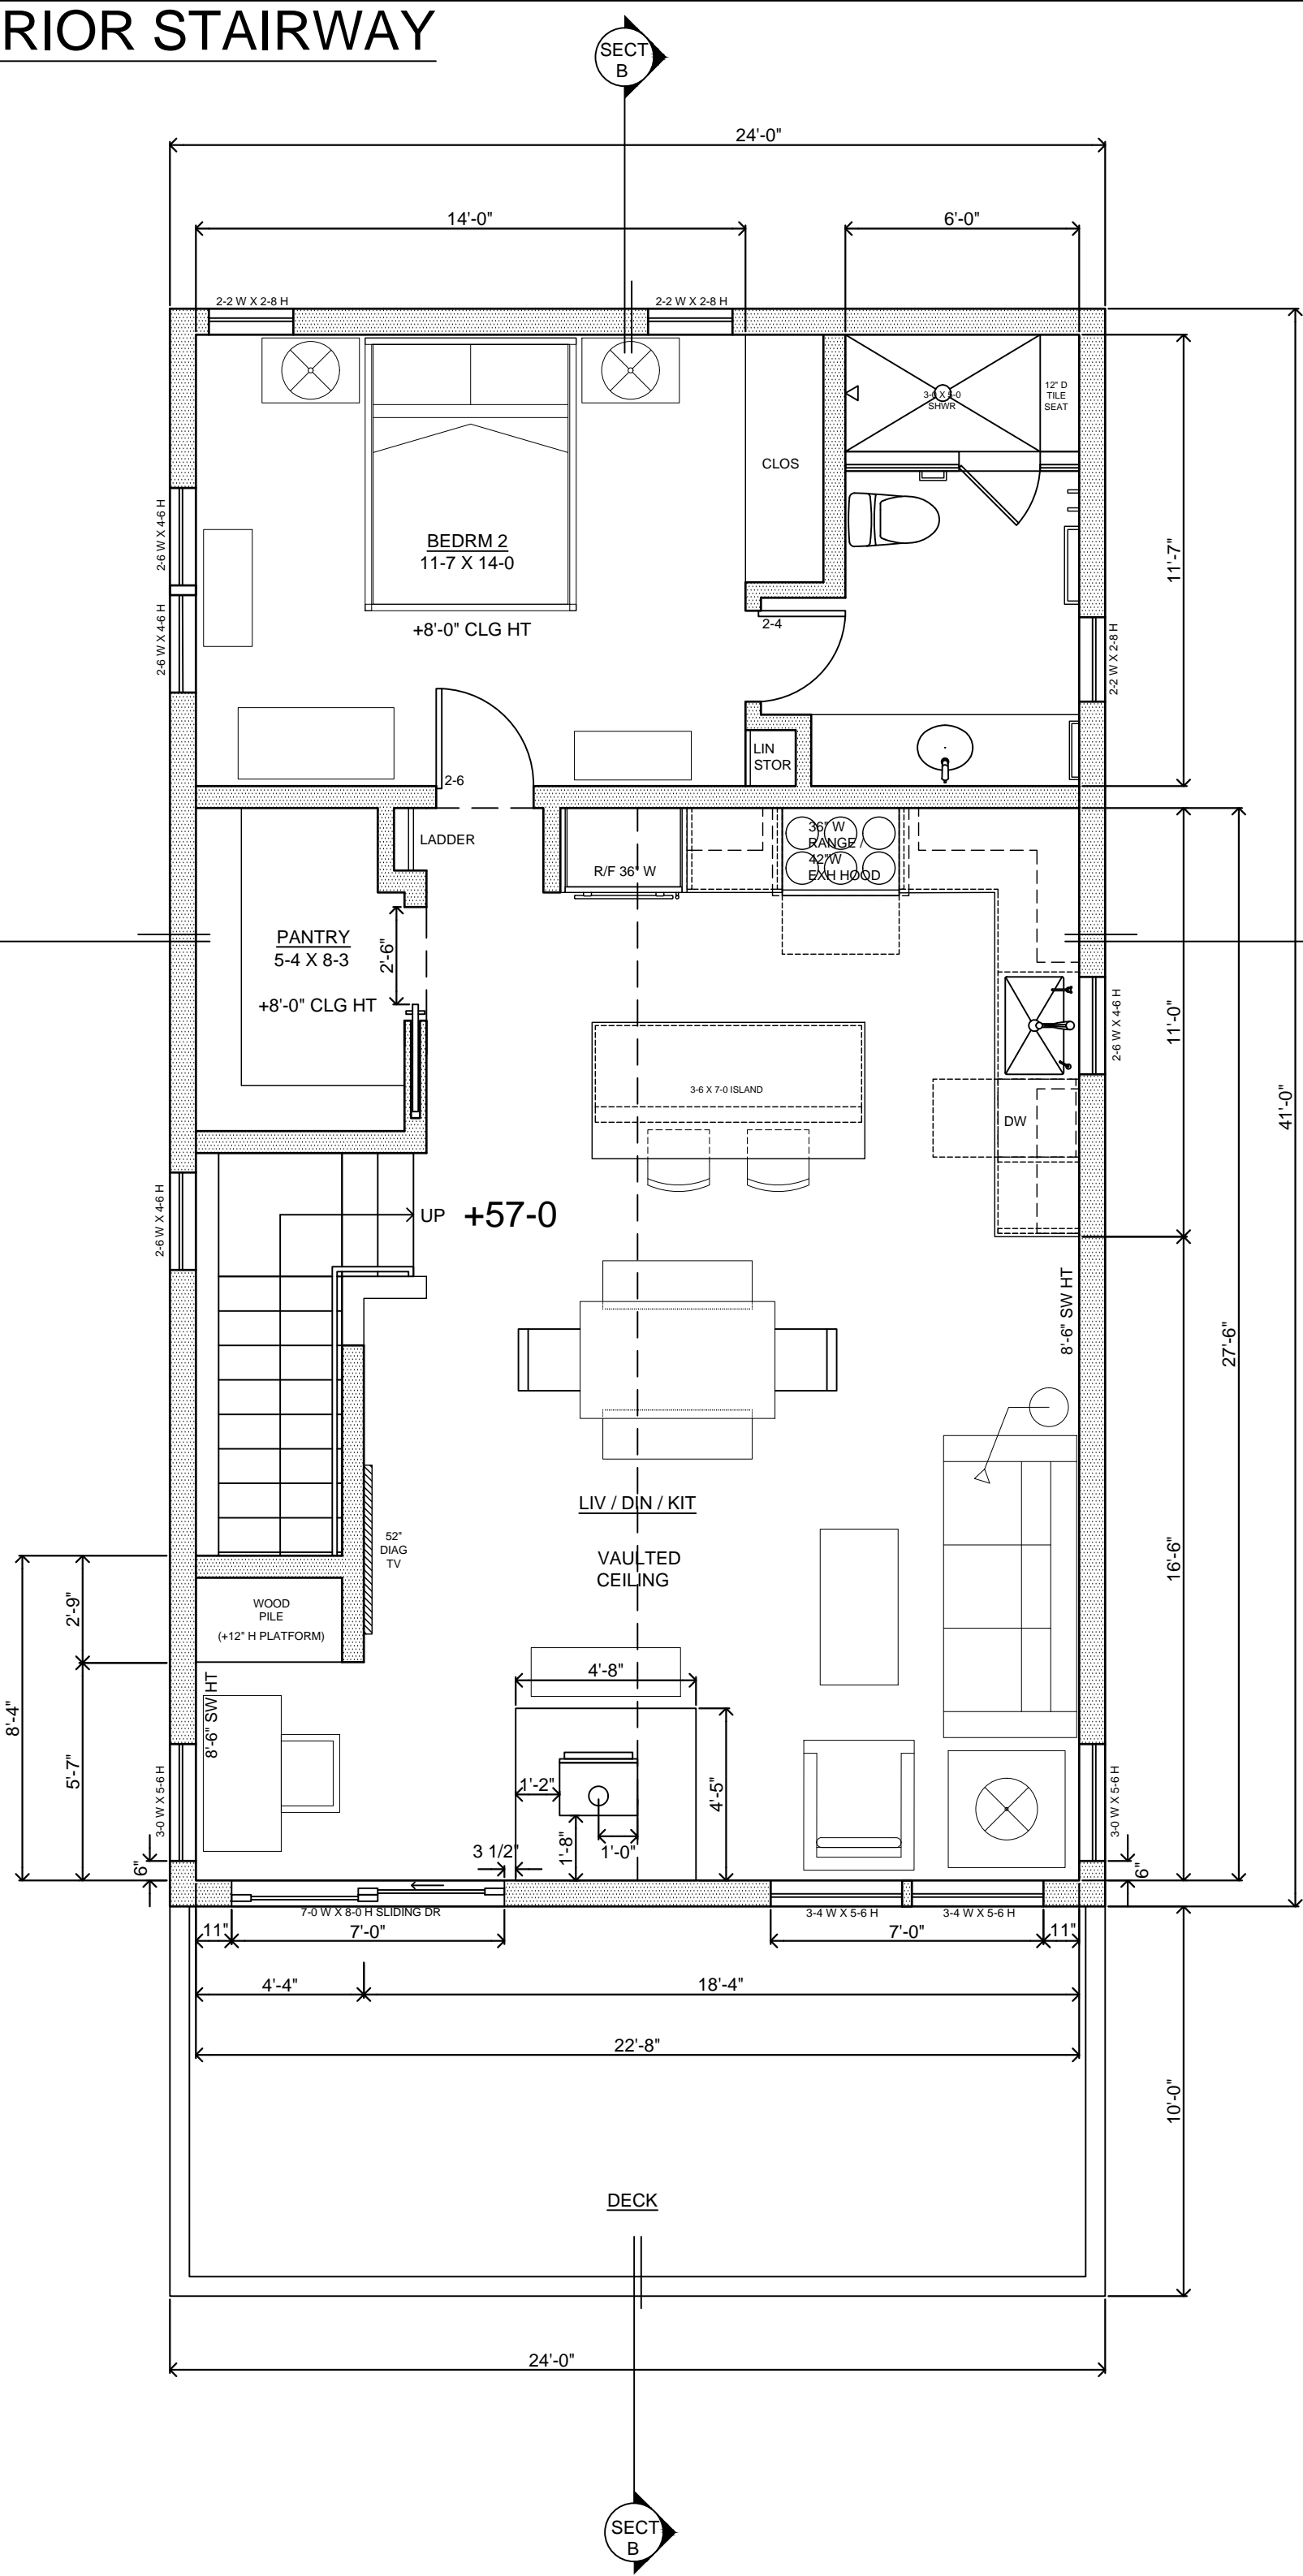 RIOR STAIRWAY
SECT
B
24'-0"
14'-0"
6'-0"
2-2 W X 2-8 H
2-2 W X 2-8 H
12" D
TILE
SEAT
SHWR
CLOS
2-6 W X 4-6 H
BEDRM 2
11-7 X 14-0
11'-7"
+8'-0" CLG HT
2-4
2-6 W X 4-6 H
2-2 W X 2-8 H
LIN
STOR
2-6
LADDER
36" W
RANGE /
42"W
EXH HOOD
R/F 36" W
PANTRY
5-4 X 8-3
2'-6"
+8'-0" CLG HT
2-6 W X 4-6 H
11'-0"
3-6 X 7-0 ISLAND
41'-0"
DW
2-6 W X 4-6 H
UP
+57-0
8'-6" SW HT
27'-6"
LIV / DIN / KIT
52"
DIAG
TV
VAULTED
CEILING
16'-6"
WOOD
PILE
(+12" H PLATFORM)
2'-9"
8'-4"
8'-6" SW HT
4'-8"
5'-7"
3-0 W X 5-6 H
1'-2"
4'-5"
3-0 W X 5-6 H
3 1/2"
1'-8"
1'-0"
6"
6"
7-0 W X 8-0 H SLIDING DR
3-4 W X 5-6 H
3-4 W X 5-6 H
11"
7'-0"
7'-0"
11"
4'-4"
18'-4"
22'-8"
10'-0"
DECK
24'-0"
SECT
B